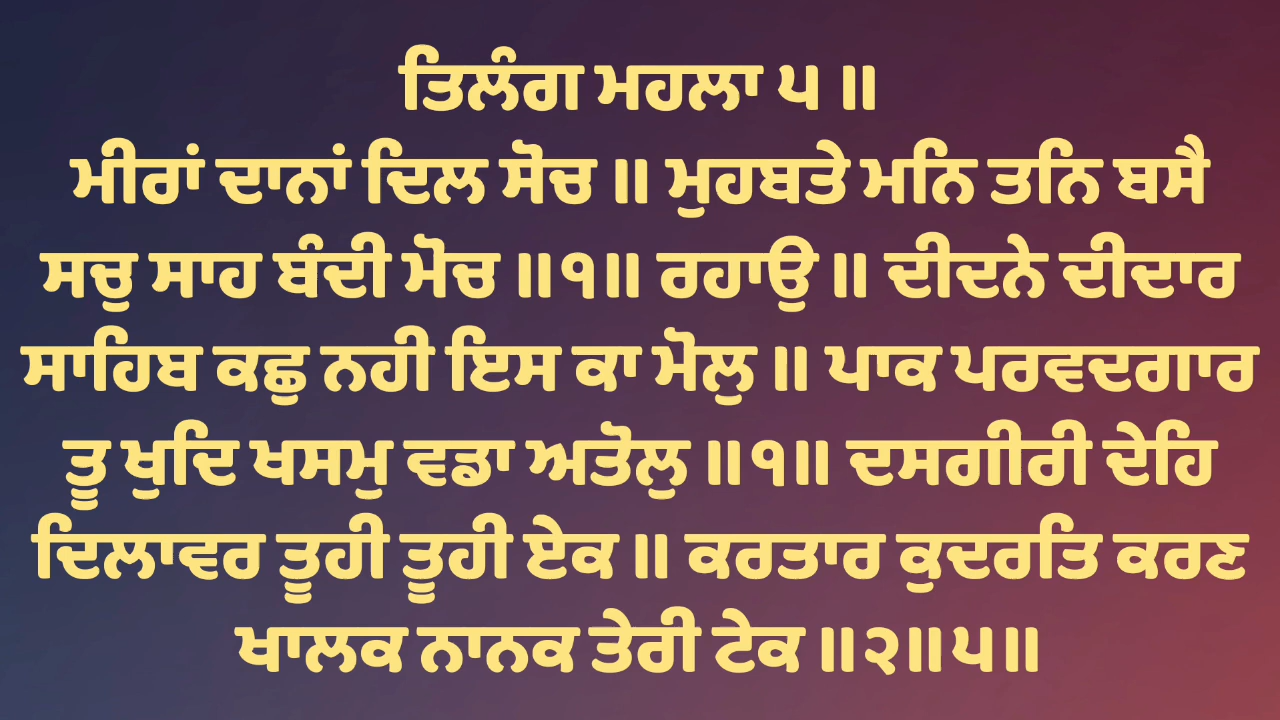 ਤਿਲੰਗ ਮਹਲਾ ੫ ॥
ਮੀਰਾਂ ਦਾਨਾਂ ਦਿਲ ਸੋਚ ॥ ਮੁਹਬਤੇ ਮਨਿ ਤਨਿ ਬਸੈ
ਸਚੁ ਸਾਹ ਬੰਦੀ ਮੋਚ ॥੧॥ ਰਹਾਉ ॥ ਦੀਦਨੇ ਦੀਦਾਰ
ਸਾਹਿਬ ਕਛੁ ਨਹੀ ਇਸ ਕਾ ਮੋਲੁ ॥ ਪਾਕ ਪਰਵਦਗਾਰ
ਤੂ ਖੁਦਿ ਖਸਮੁ ਵਡਾ ਅਤੋਲੁ ॥੧॥ ਦਸਗੀਰੀ ਦੇਹਿ
ਦਿਲਾਵਰ ਤੂਹੀ ਤੂਹੀ ਏਕ ॥ ਕਰਤਾਰ ਕੁਦਰਤਿ ਕਰਣ
ਖਾਲਕ ਨਾਨਕ ਤੇਰੀ ਟੇਕ ॥੨॥੫॥